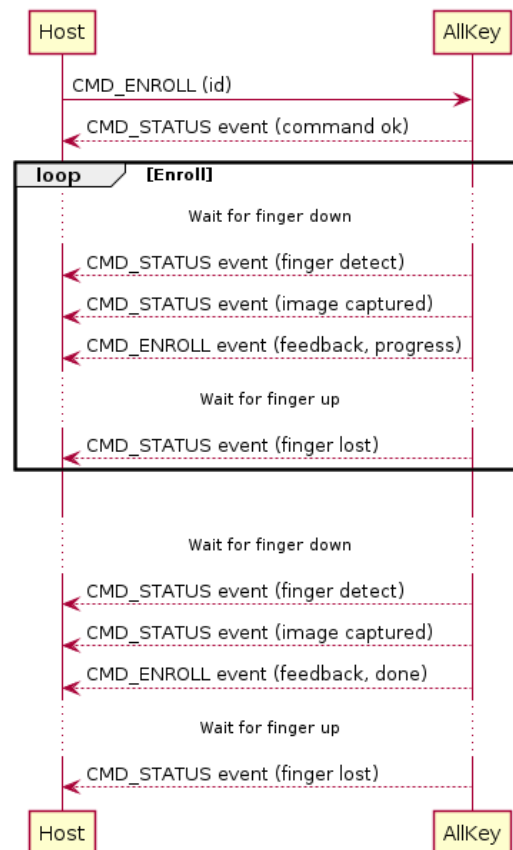 Host AllKey
CMD_ENROLL (id)
CMD_STATUS event (command ok)
loop [Enroll]
Wait for finger down
CMD_STATUS event (finger detect)
CMD_STATUS event (image captured)
CMD_ENROLL event (feedback, progress)
Wait for finger up
CMD_STATUS event (finger lost)
Wait for finger down
CMD_STATUS event (finger detect)
CMD_STATUS event (image captured)
CMD_ENROLL event (feedback, done)
Wait for finger up
CMD_STATUS event (finger lost)
Host AllKey